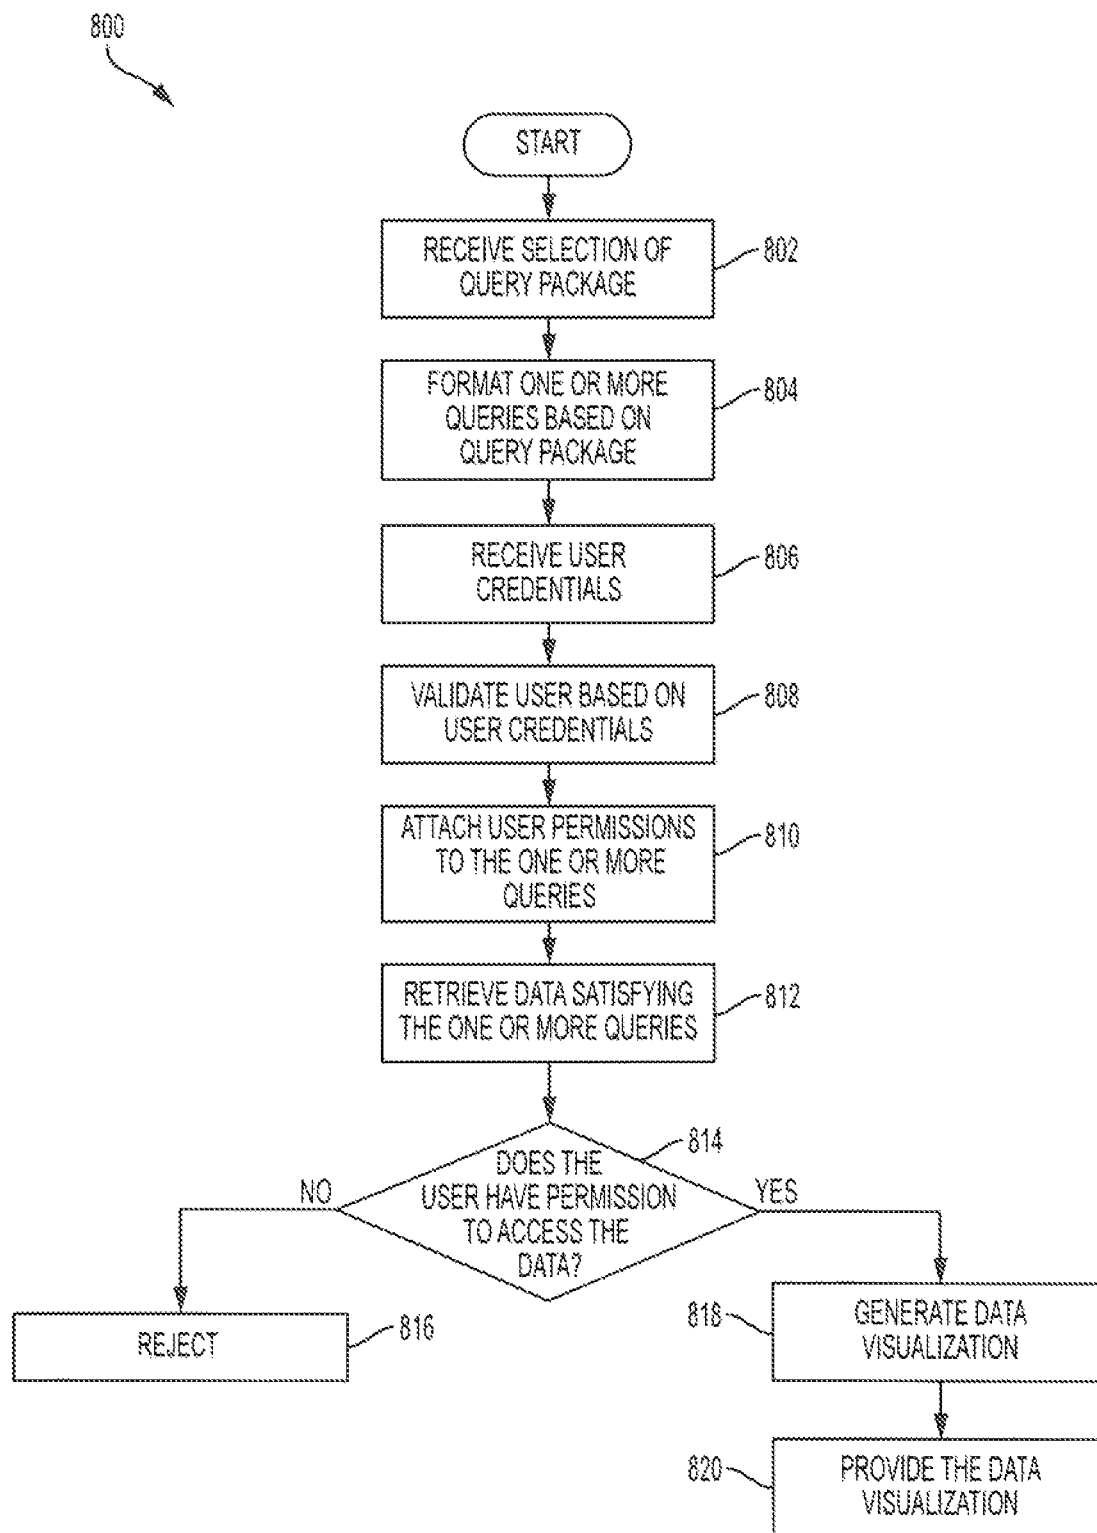 800
START
RECEIVE SELECTION OF
QUERY PACKAGE
802
FORMAT ONE OR MORE
QUERIES BASED ON
QUERY PACKAGE
804
RECEIVE USER
CREDENTIALS
806
VALIDATE USER BASED ON
USER CREDENTIALS
808
ATTACH USER PERMISSIONS
TO THE ONE OR MORE
QUERIES
810
RETRIEVE DATA SATISFYING
THE ONE OR MORE QUERIES
812
814
DOES THE
USER HAVE PERMISSION
TO ACCESS THE
DATA?
NO
YES
REJECT
816
818
GENERATE DATA
VISUALIZATION
820
PROVIDE THE DATA
VISUALIZATION